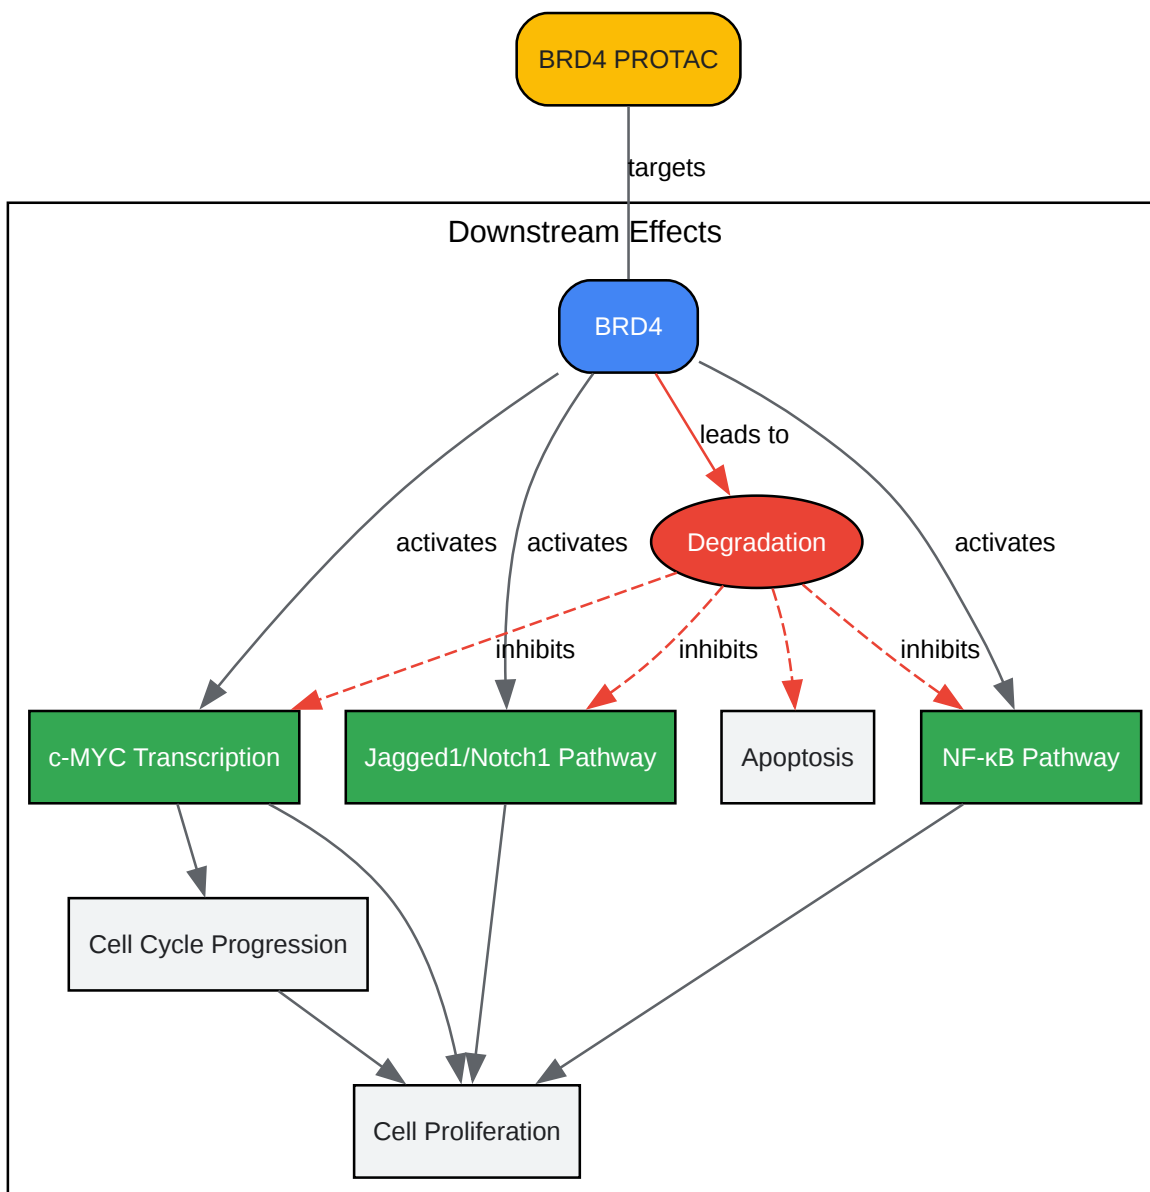 BRD4 PROTAC
targets
Downstream Effects
BRD4
leads to
activates
activates
Degradation
activates
inhibits
inhibits
inhibits
c-MYC Transcription
Jagged1/Notch1 Pathway
Apoptosis
NF-κB Pathway
Cell Cycle Progression
Cell Proliferation